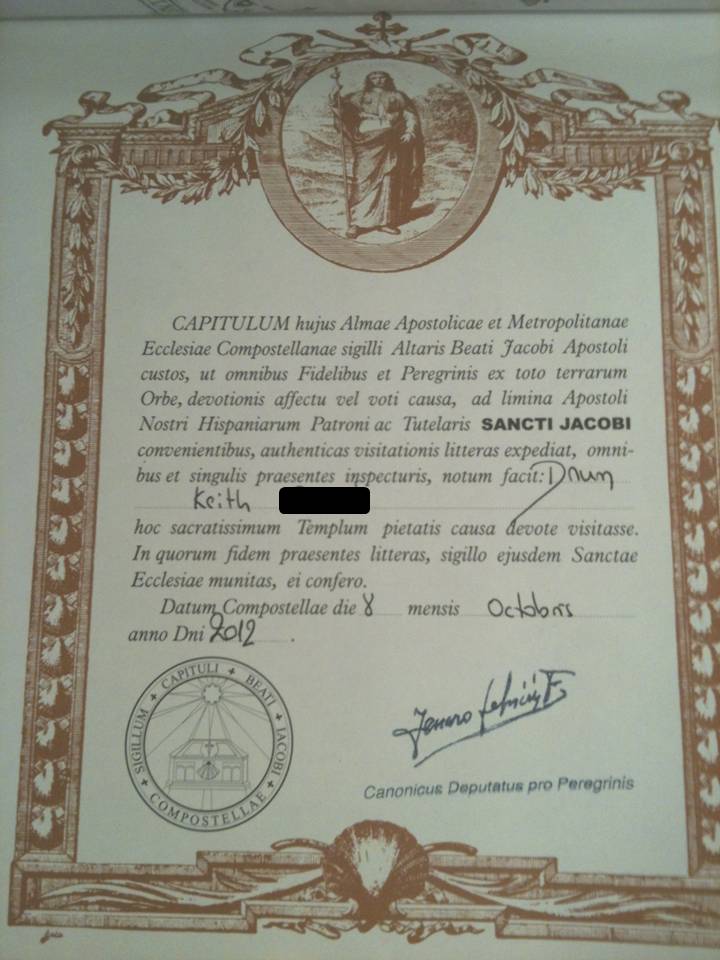 CAPITULUM hujus Almae Apostolicae et Metropolitanae
Ecclesiae Compostellanae sigilli Altaris Beati Jacobi Apostoli
custos, ut omnibus Fidelibus et Peregrinis ex toto terrarum
Orbe, devotionis affectu vel voti causa, ad limina Apostoli
Nostri Hispaniarum Patroni ac Tutelaris SANCTI JACOBI
convenientibus, authenticas visitationis litteras expediat, omni-
bus et singulis praesentes inspecturis, notum facit: Dnum
Keith
hoc sacratissimum Templum pietatis causa devote visitasse.
In quorum fidem praesentes litteras, sigillo ejusdem Sanctae
Ecclesiae munitas, ei confero.
Datum Compostellae die 8 mensis Octobris
anno Dni 2012 .
SIGILLUM + CAPITULI + BEATI + IACOBI + COMPOSTELLAE +
Canonicus Deputatus pro Peregrinis